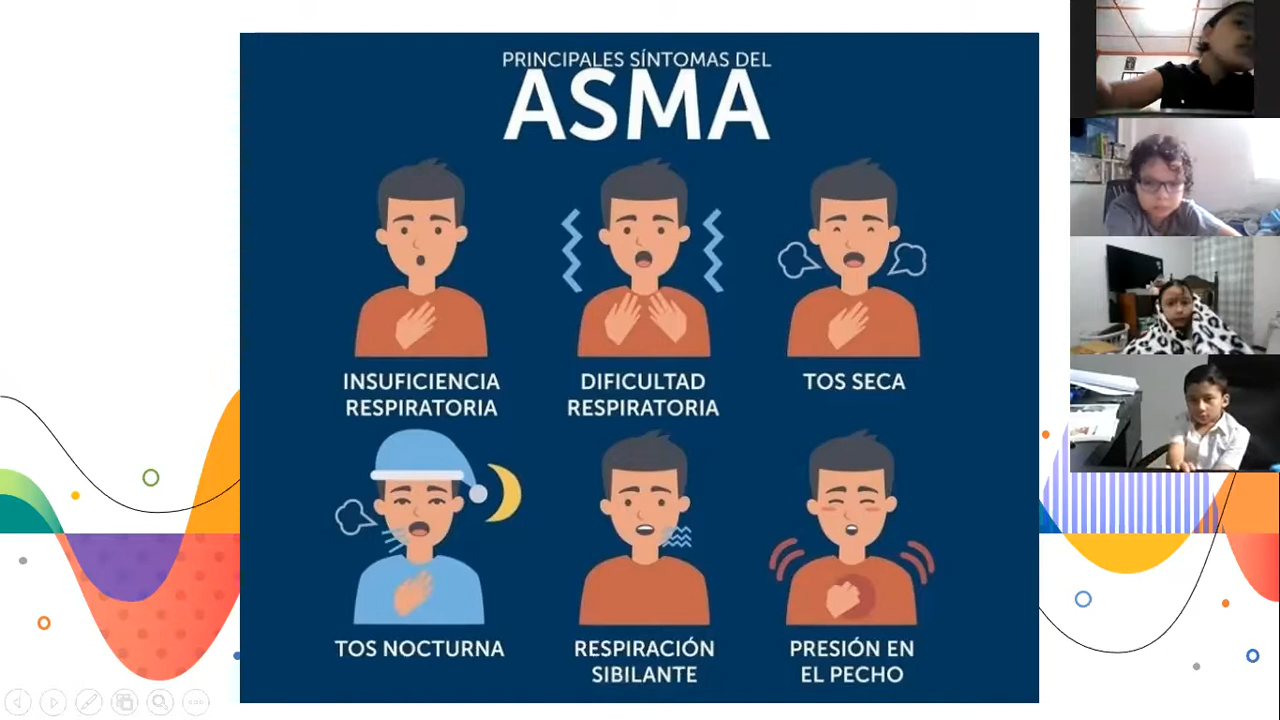 PRINCIPALES SÍNTOMAS DEL
ASMA
INSUFICIENCIA
RESPIRATORIA
DIFICULTAD
RESPIRATORIA
TOS SECA
TOS NOCTURNA
RESPIRACIÓN
SIBILANTE
PRESIÓN EN
EL PECHO